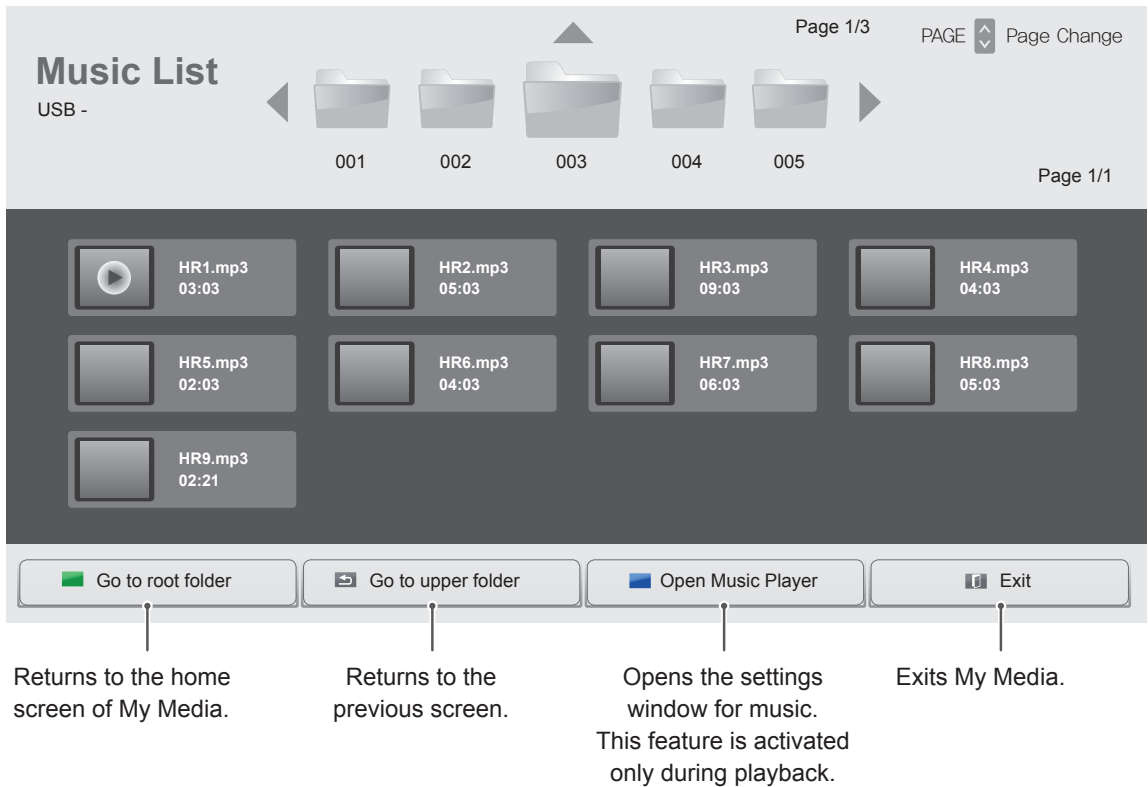 Page 1/3
PAGE Page Change
Music List
USB -
001 002 003 004 005
Page 1/1
HR1.mp3 HR2.mp3 HR3.mp3 HR4.mp3
03:03 05:03 09:03 04:03
HR5.mp3 HR6.mp3 HR7.mp3 HR8.mp3
02:03 04:03 06:03 05:03
HR9.mp3
02:21
Go to root folder Go to upper folder Open Music Player Exit
Returns to the home
screen of My Media.
Returns to the
previous screen.
Opens the settings
window for music.
This feature is activated
only during playback.
Exits My Media.